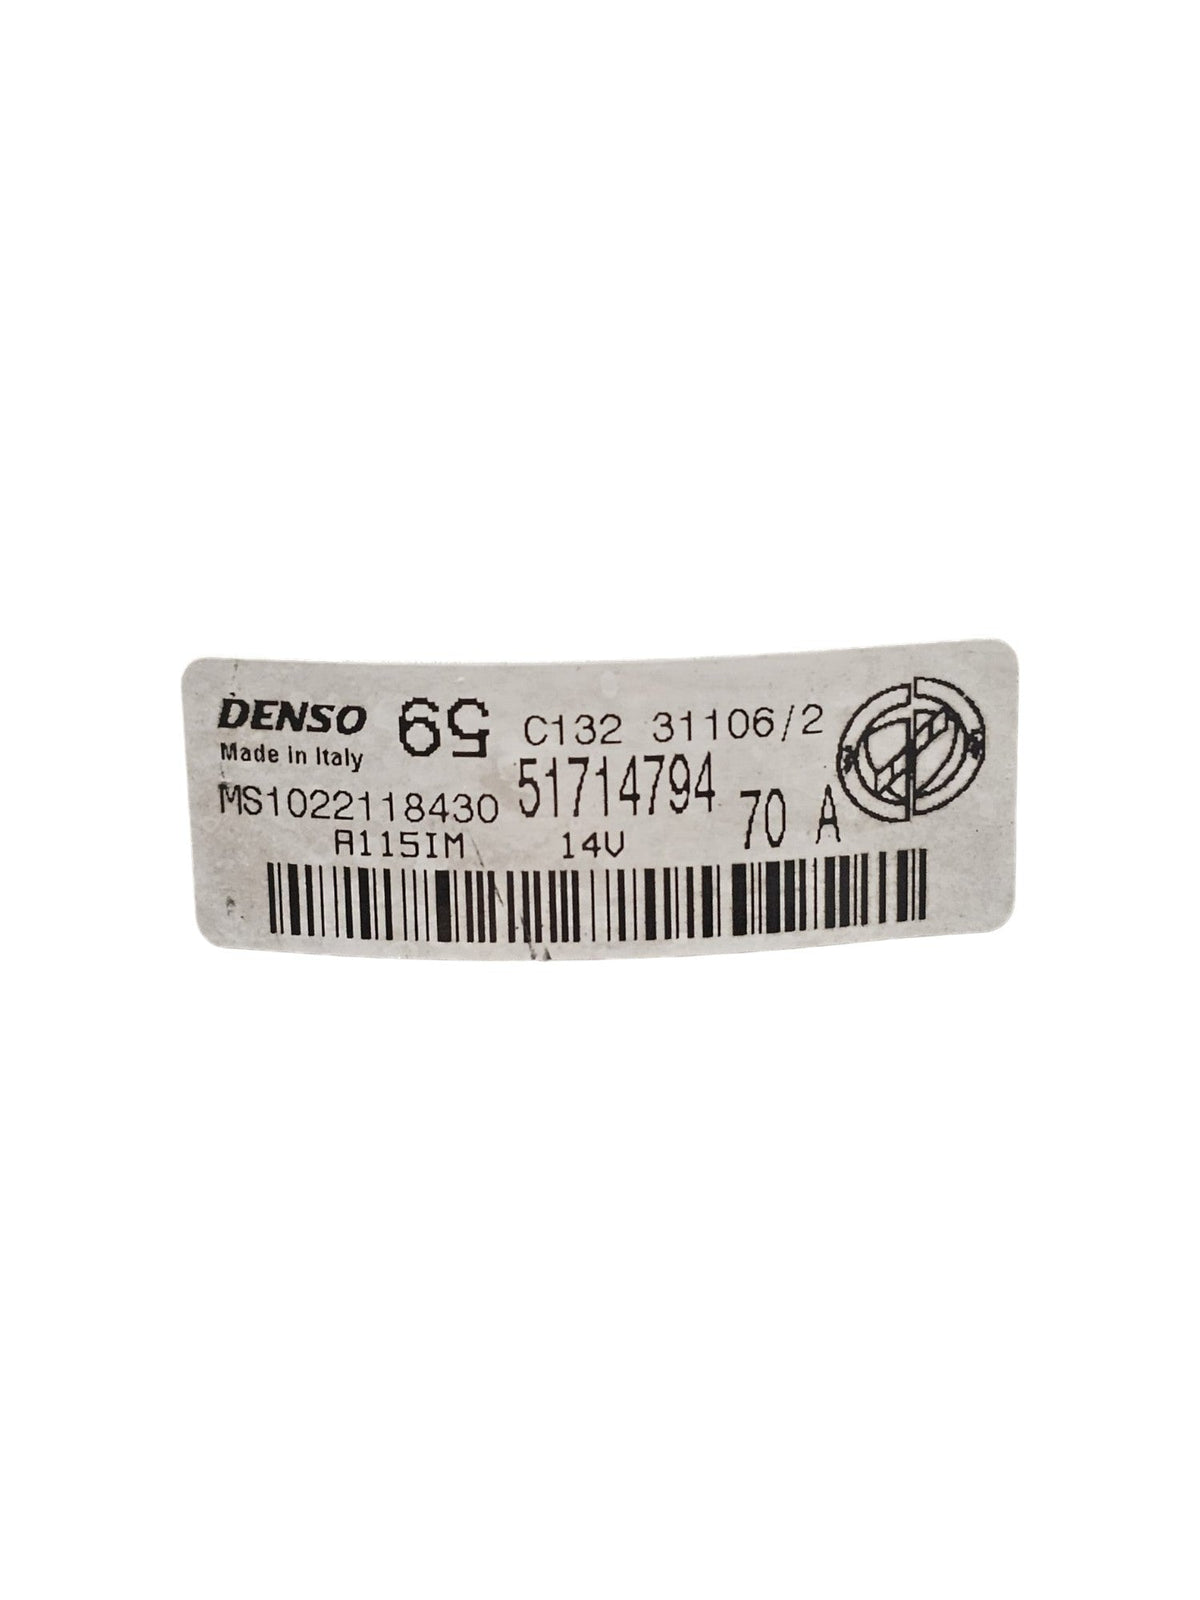 DENSO 59 C132 31106/2
Made in Italy 51714794
MS1022118430 70 A
A115IM 14V